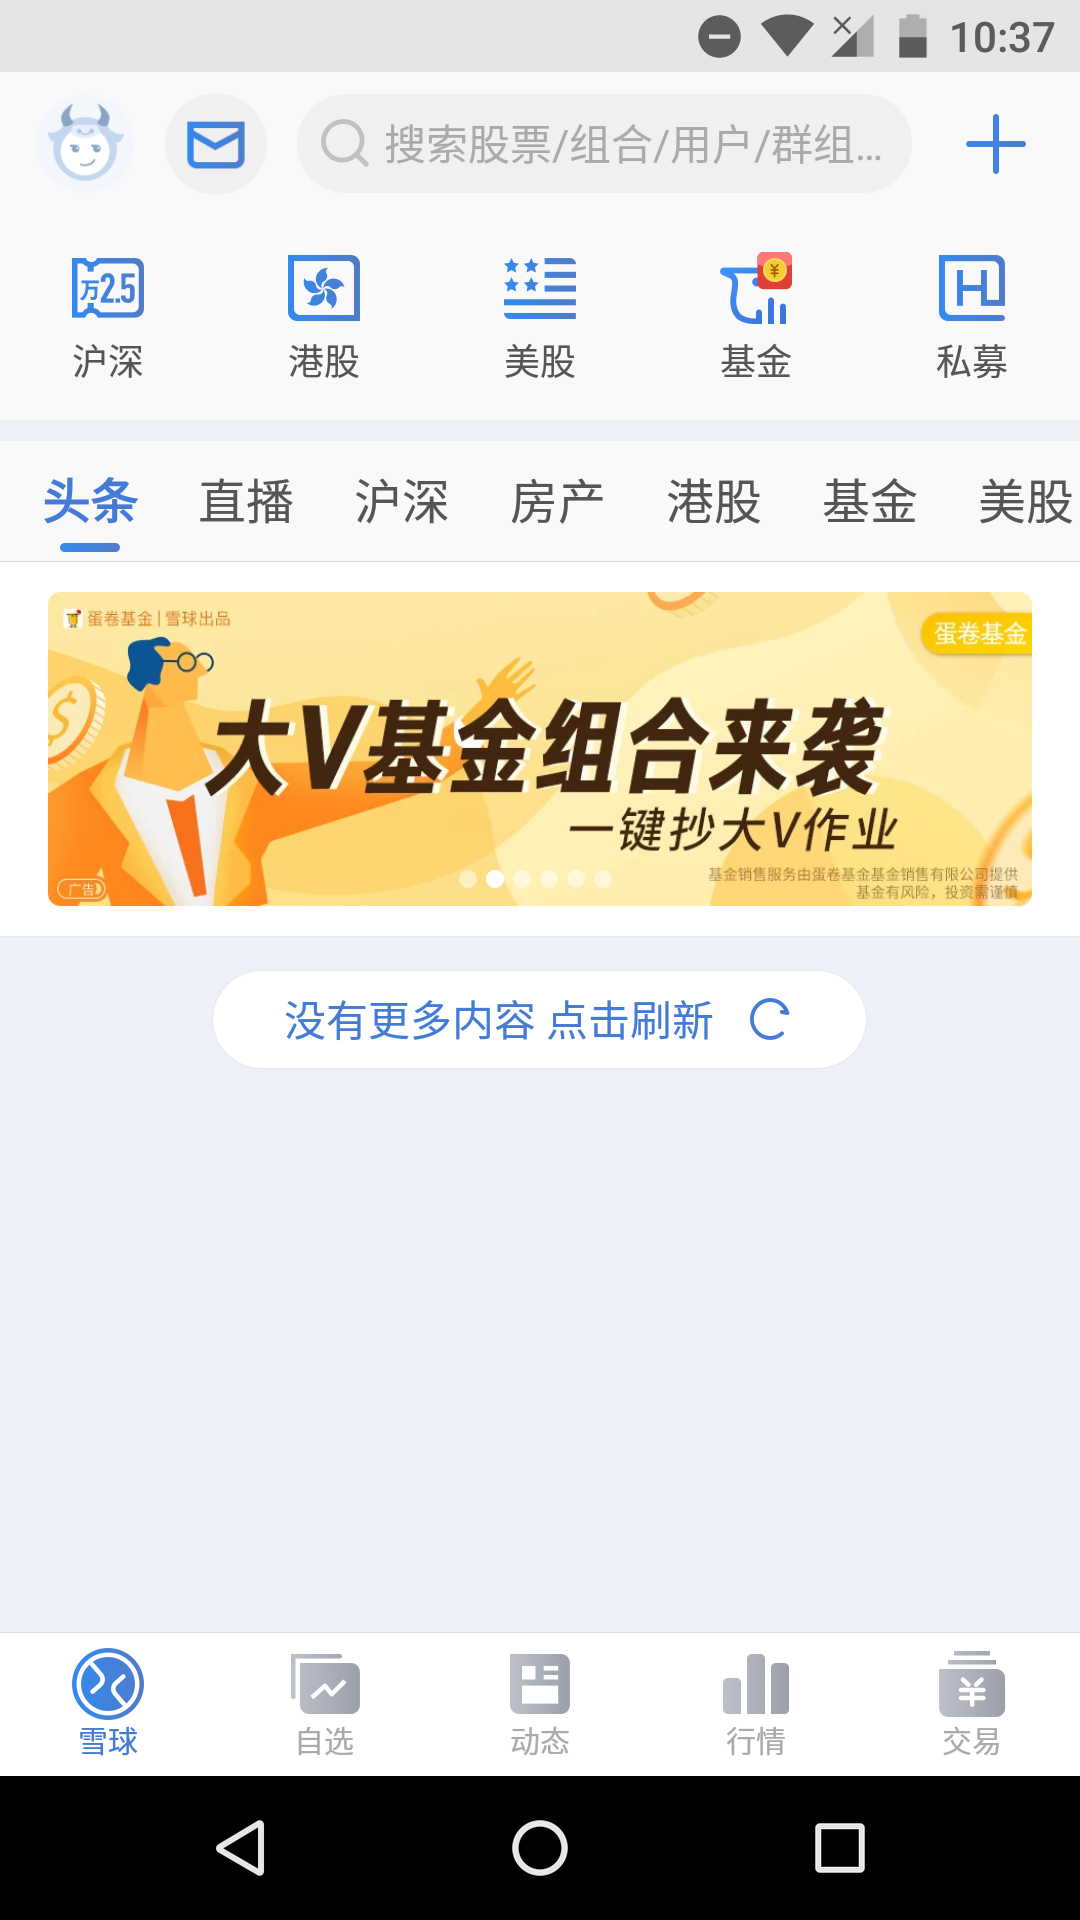 10:37
搜索股票/组合/用户/群组...
万2.5
沪深
港股
美股
基金
私募
头条
直播
沪深
房产
港股
基金
美股
蛋卷基金 | 雪球出品
蛋卷基金
大V基金组合来袭
一键抄大V作业
基金销售服务由蛋卷基金基金销售有限公司提供
基金有风险，投资需谨慎
广告
没有更多内容 点击刷新
雪球
自选
动态
行情
交易